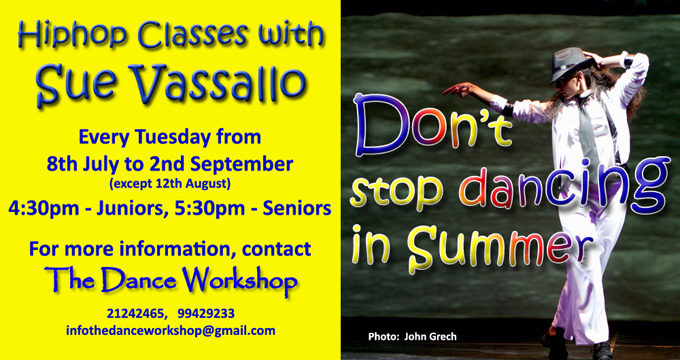 Hiphop Classes with
Sue Vassallo
Every Tuesday from
8th July to 2nd September
(except 12th August)
4:30pm - Juniors, 5:30pm - Seniors
For more information, contact
The Dance Workshop
21242465,   99429233
infothedanceworkshop@gmail.com
Don't
stop dancing
in Summer
Photo:  John Grech